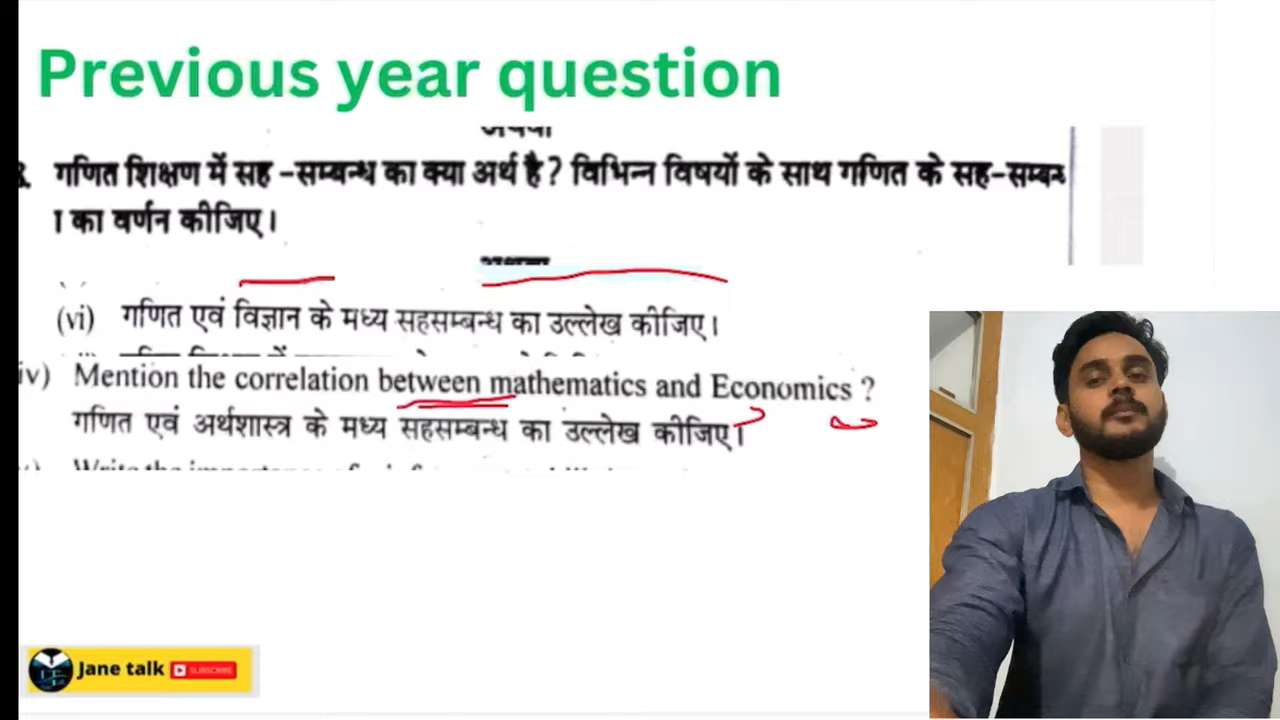 Previous year question
गणित शिक्षण में सह -सम्बन्ध का क्या अर्थ है ? विभिन्न विषयों के साथ गणित के सह-सम्बन्ध
का वर्णन कीजिए।
(vi) गणित एवं विज्ञान के मध्य सहसम्बन्ध का उल्लेख कीजिए।
iv) Mention the correlation between mathematics and Economics ?
गणित एवं अर्थशास्त्र के मध्य सहसम्बन्ध का उल्लेख कीजिए।
Jane talk SUBSCRIBE